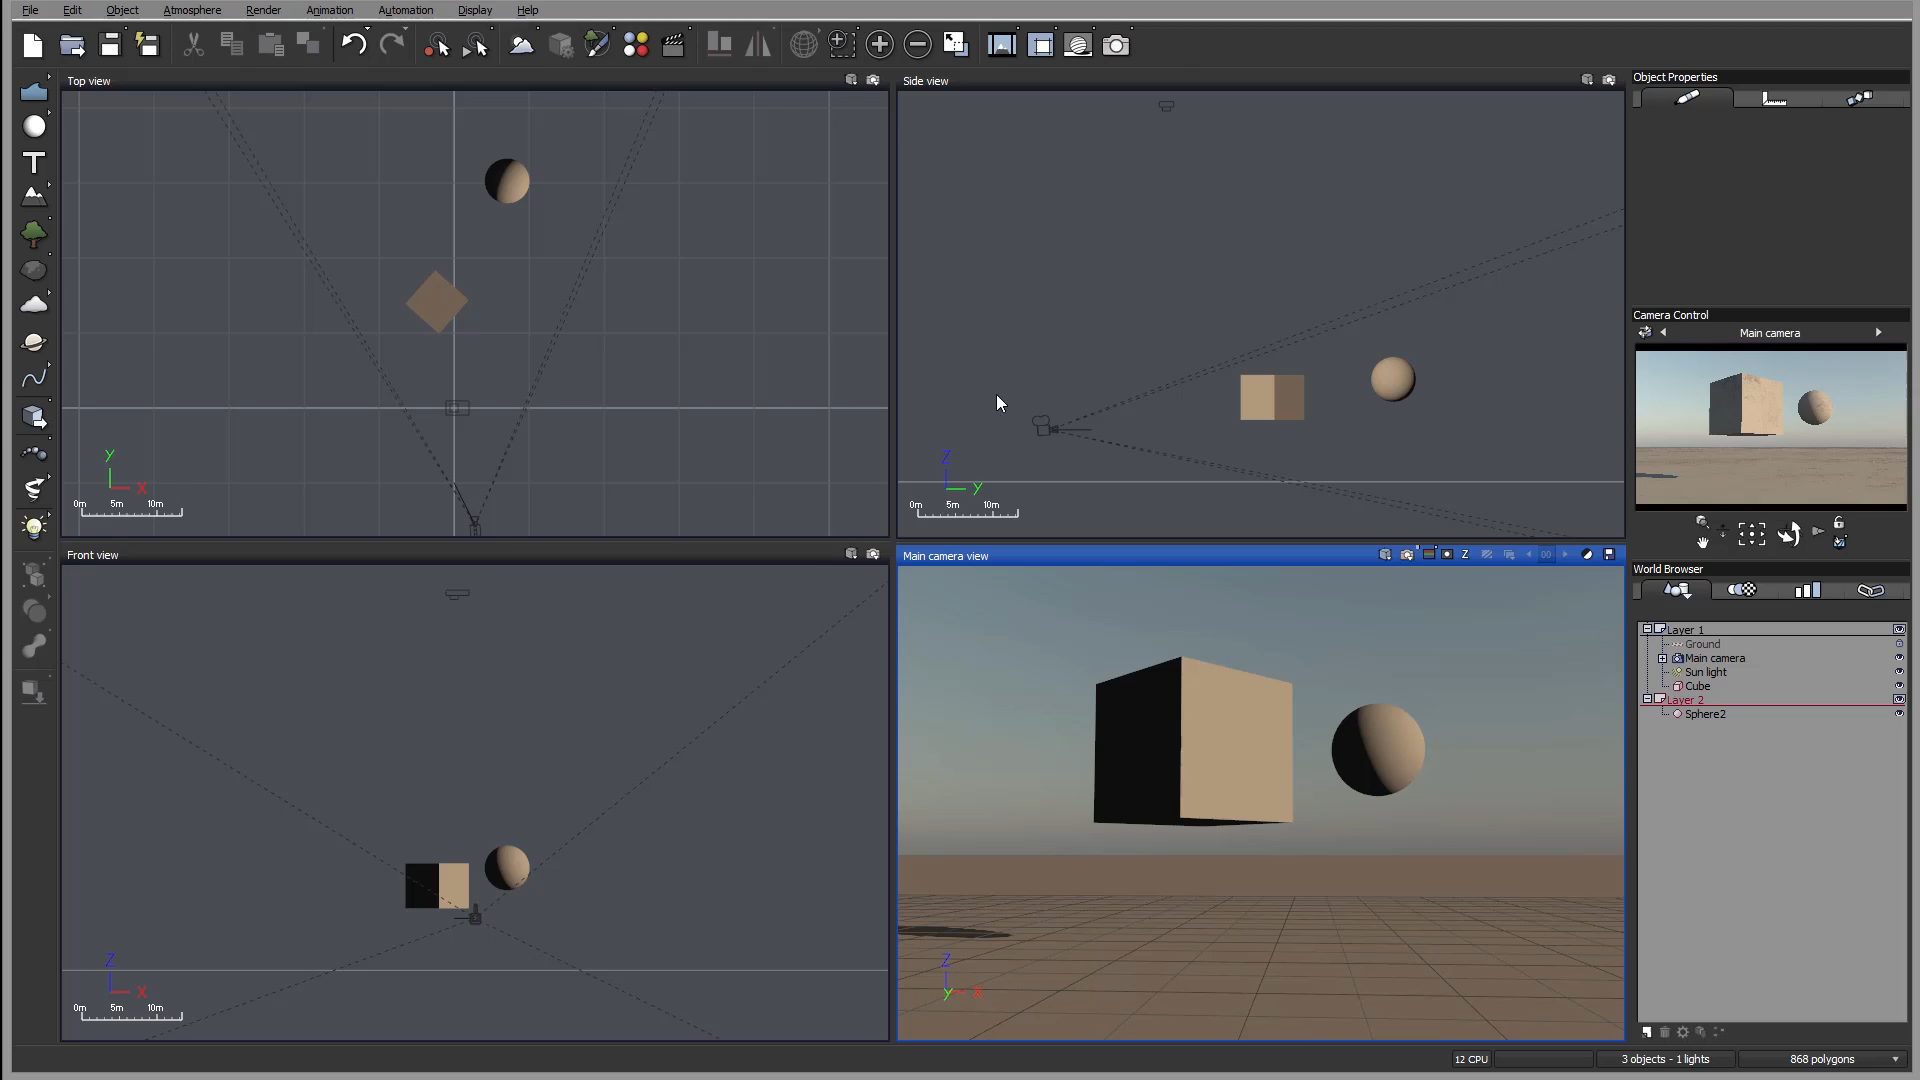 File Edit Object Atmosphere Render Animation Automation Display Help
Top view
Side view
Object Properties
Y
X
0m 5m 10m
Z
Y
0m 5m 10m
Camera Control
Main camera
Front view
Main camera view
Z
00
World Browser
Layer 1
Ground
Main camera
Sun light
Cube
Layer 2
Sphere2
Z
X
0m 5m 10m
Z
Y
X
12 CPU
3 objects - 1 lights
868 polygons